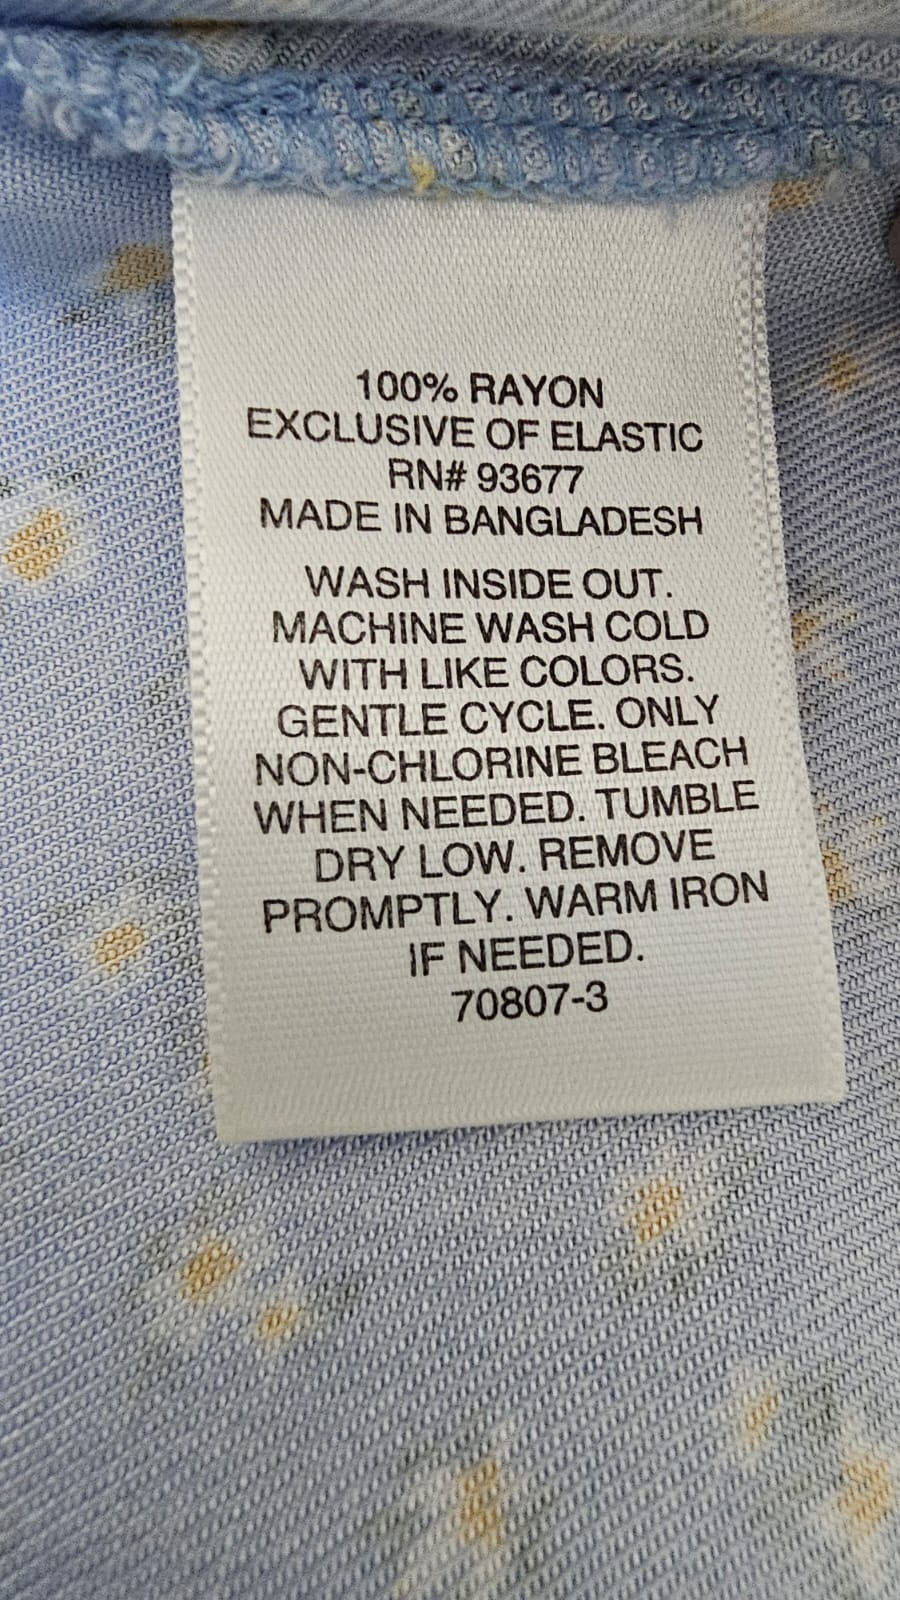 100% RAYON
EXCLUSIVE OF ELASTIC
RN# 93677
MADE IN BANGLADESH
WASH INSIDE OUT.
MACHINE WASH COLD
WITH LIKE COLORS.
GENTLE CYCLE. ONLY
NON-CHLORINE BLEACH
WHEN NEEDED. TUMBLE
DRY LOW. REMOVE
PROMPTLY. WARM IRON
IF NEEDED.
70807-3